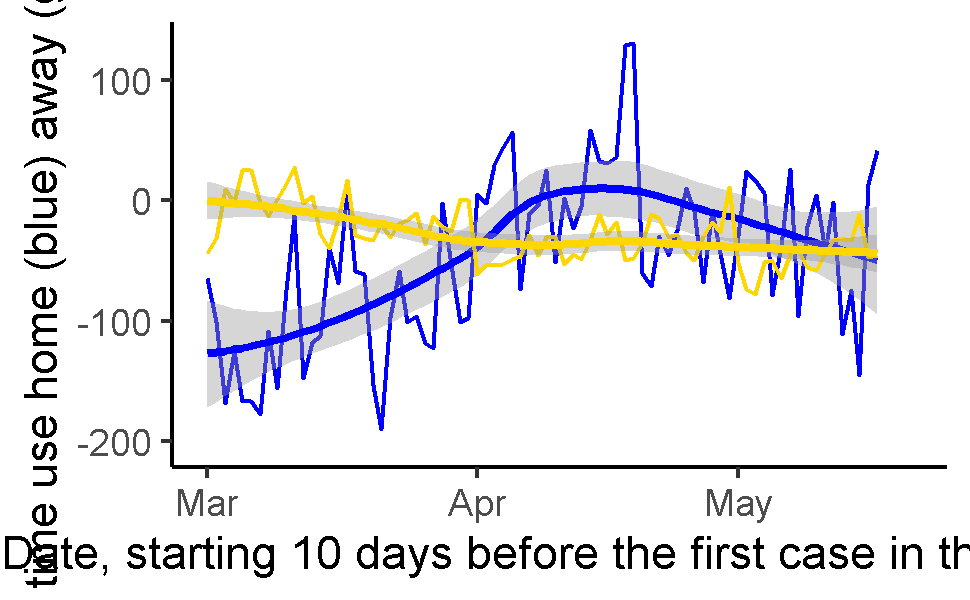 time use home (blue) away (
100
0
-100
-200
Mar Apr May
Date, starting 10 days before the first case in th